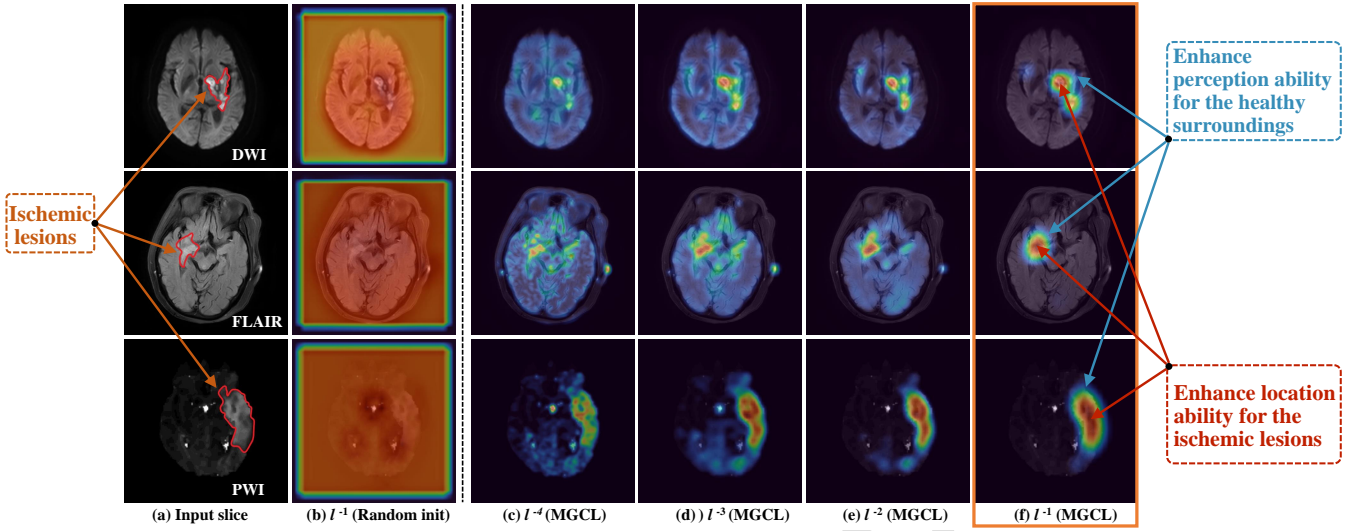 Enhance
perception ability
for the healthy
surroundings
DWI
Ischemic
lesions
FLAIR
Enhance location
ability for the
ischemic lesions
PWI
(a) Input slice
(b) l -1 (Random init)
(c) l -4 (MGCL)
(d) ) l -3 (MGCL)
(e) l -2 (MGCL)
(f) l -1 (MGCL)